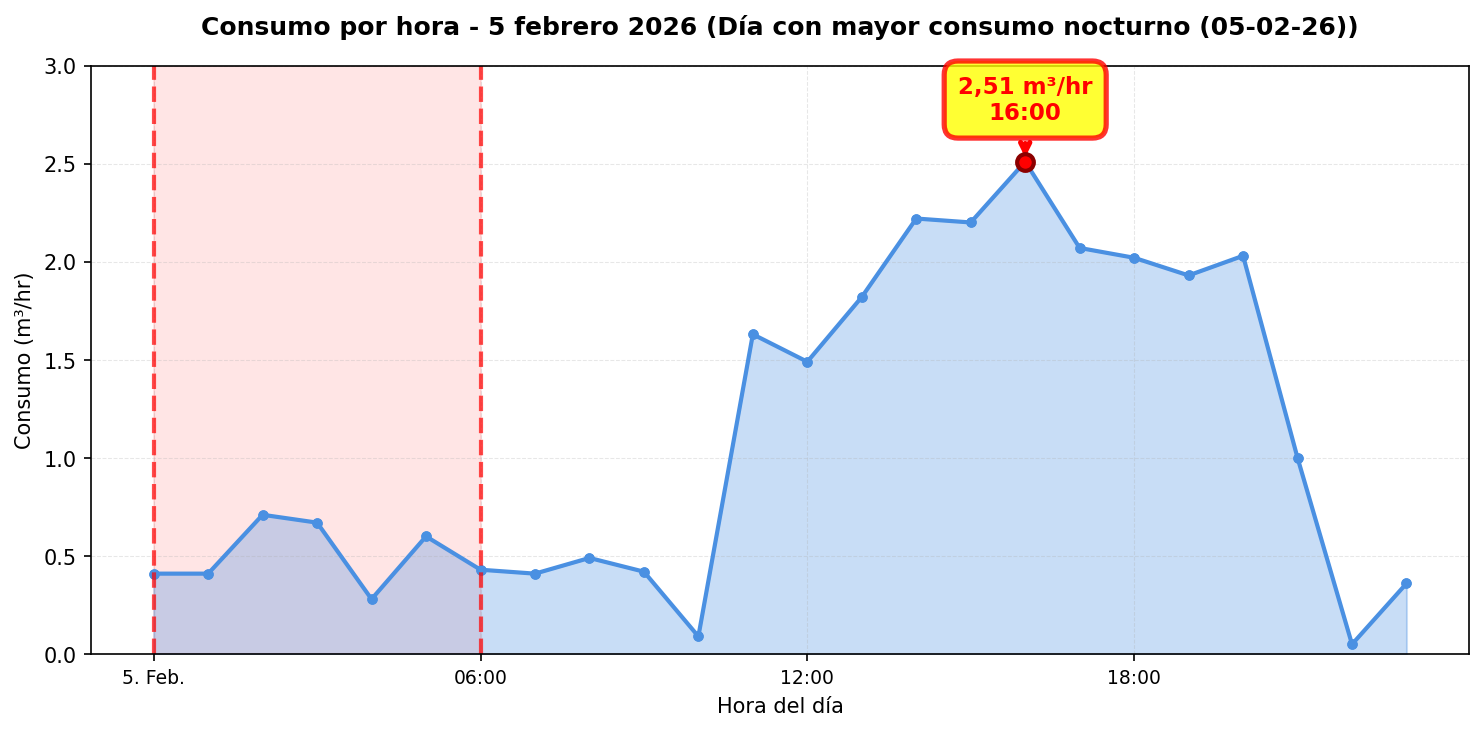 Consumo por hora - 5 febrero 2026 (Día con mayor consumo nocturno (05-02-26))
2,51 m³/hr
16:00
3.0
2.5
2.0
1.5
1.0
0.5
0.0
Consumo (m³/hr)
5. Feb.
06:00
12:00
18:00
Hora del día